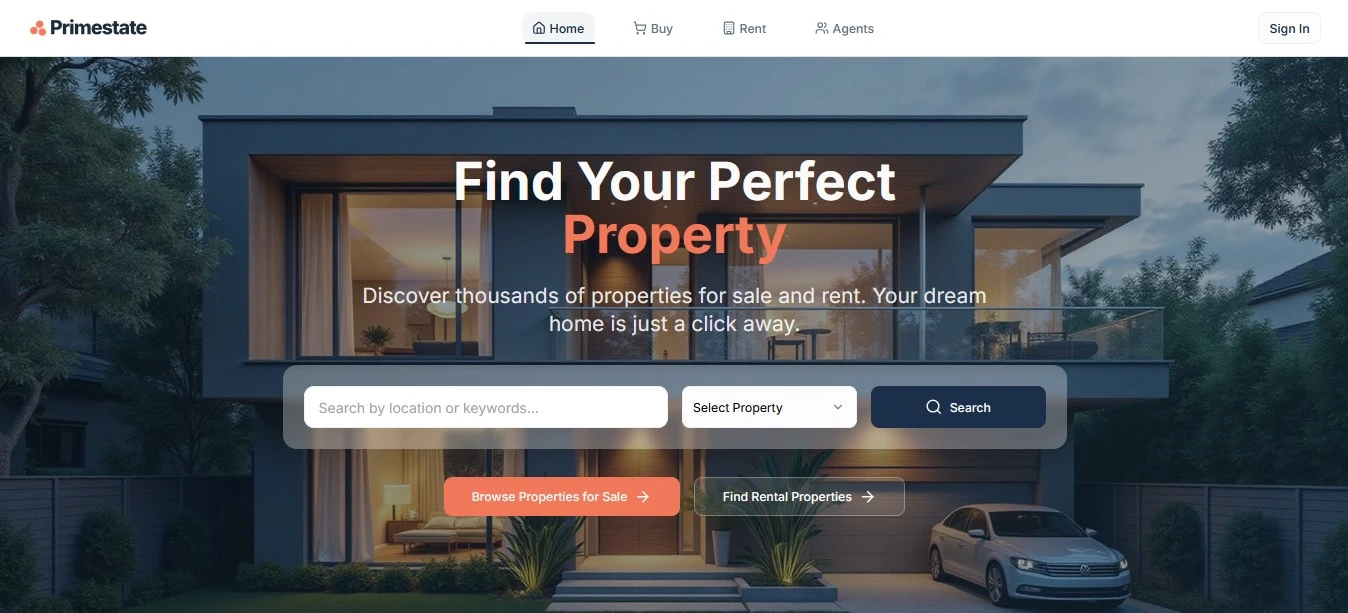 Primestate
Home
Buy
Rent
Agents
Sign In
Find Your Perfect
Property
Discover thousands of properties for sale and rent. Your dream
home is just a click away.
Search by location or keywords...
Select Property
Search
Browse Properties for Sale
Find Rental Properties